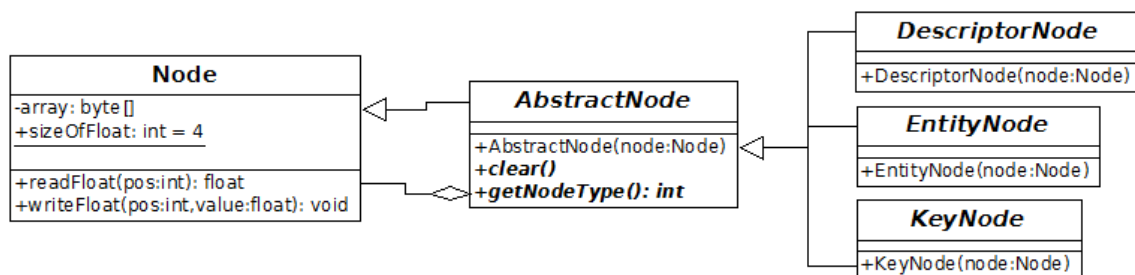 Node
-array: byte[]
+sizeOfFloat: int = 4
+readFloat(pos:int): float
+writeFloat(pos:int,value:float): void
AbstractNode
+AbstractNode(node:Node)
+clear()
+getNodeType(): int
DescriptorNode
+DescriptorNode(node:Node)
EntityNode
+EntityNode(node:Node)
KeyNode
+KeyNode(node:Node)